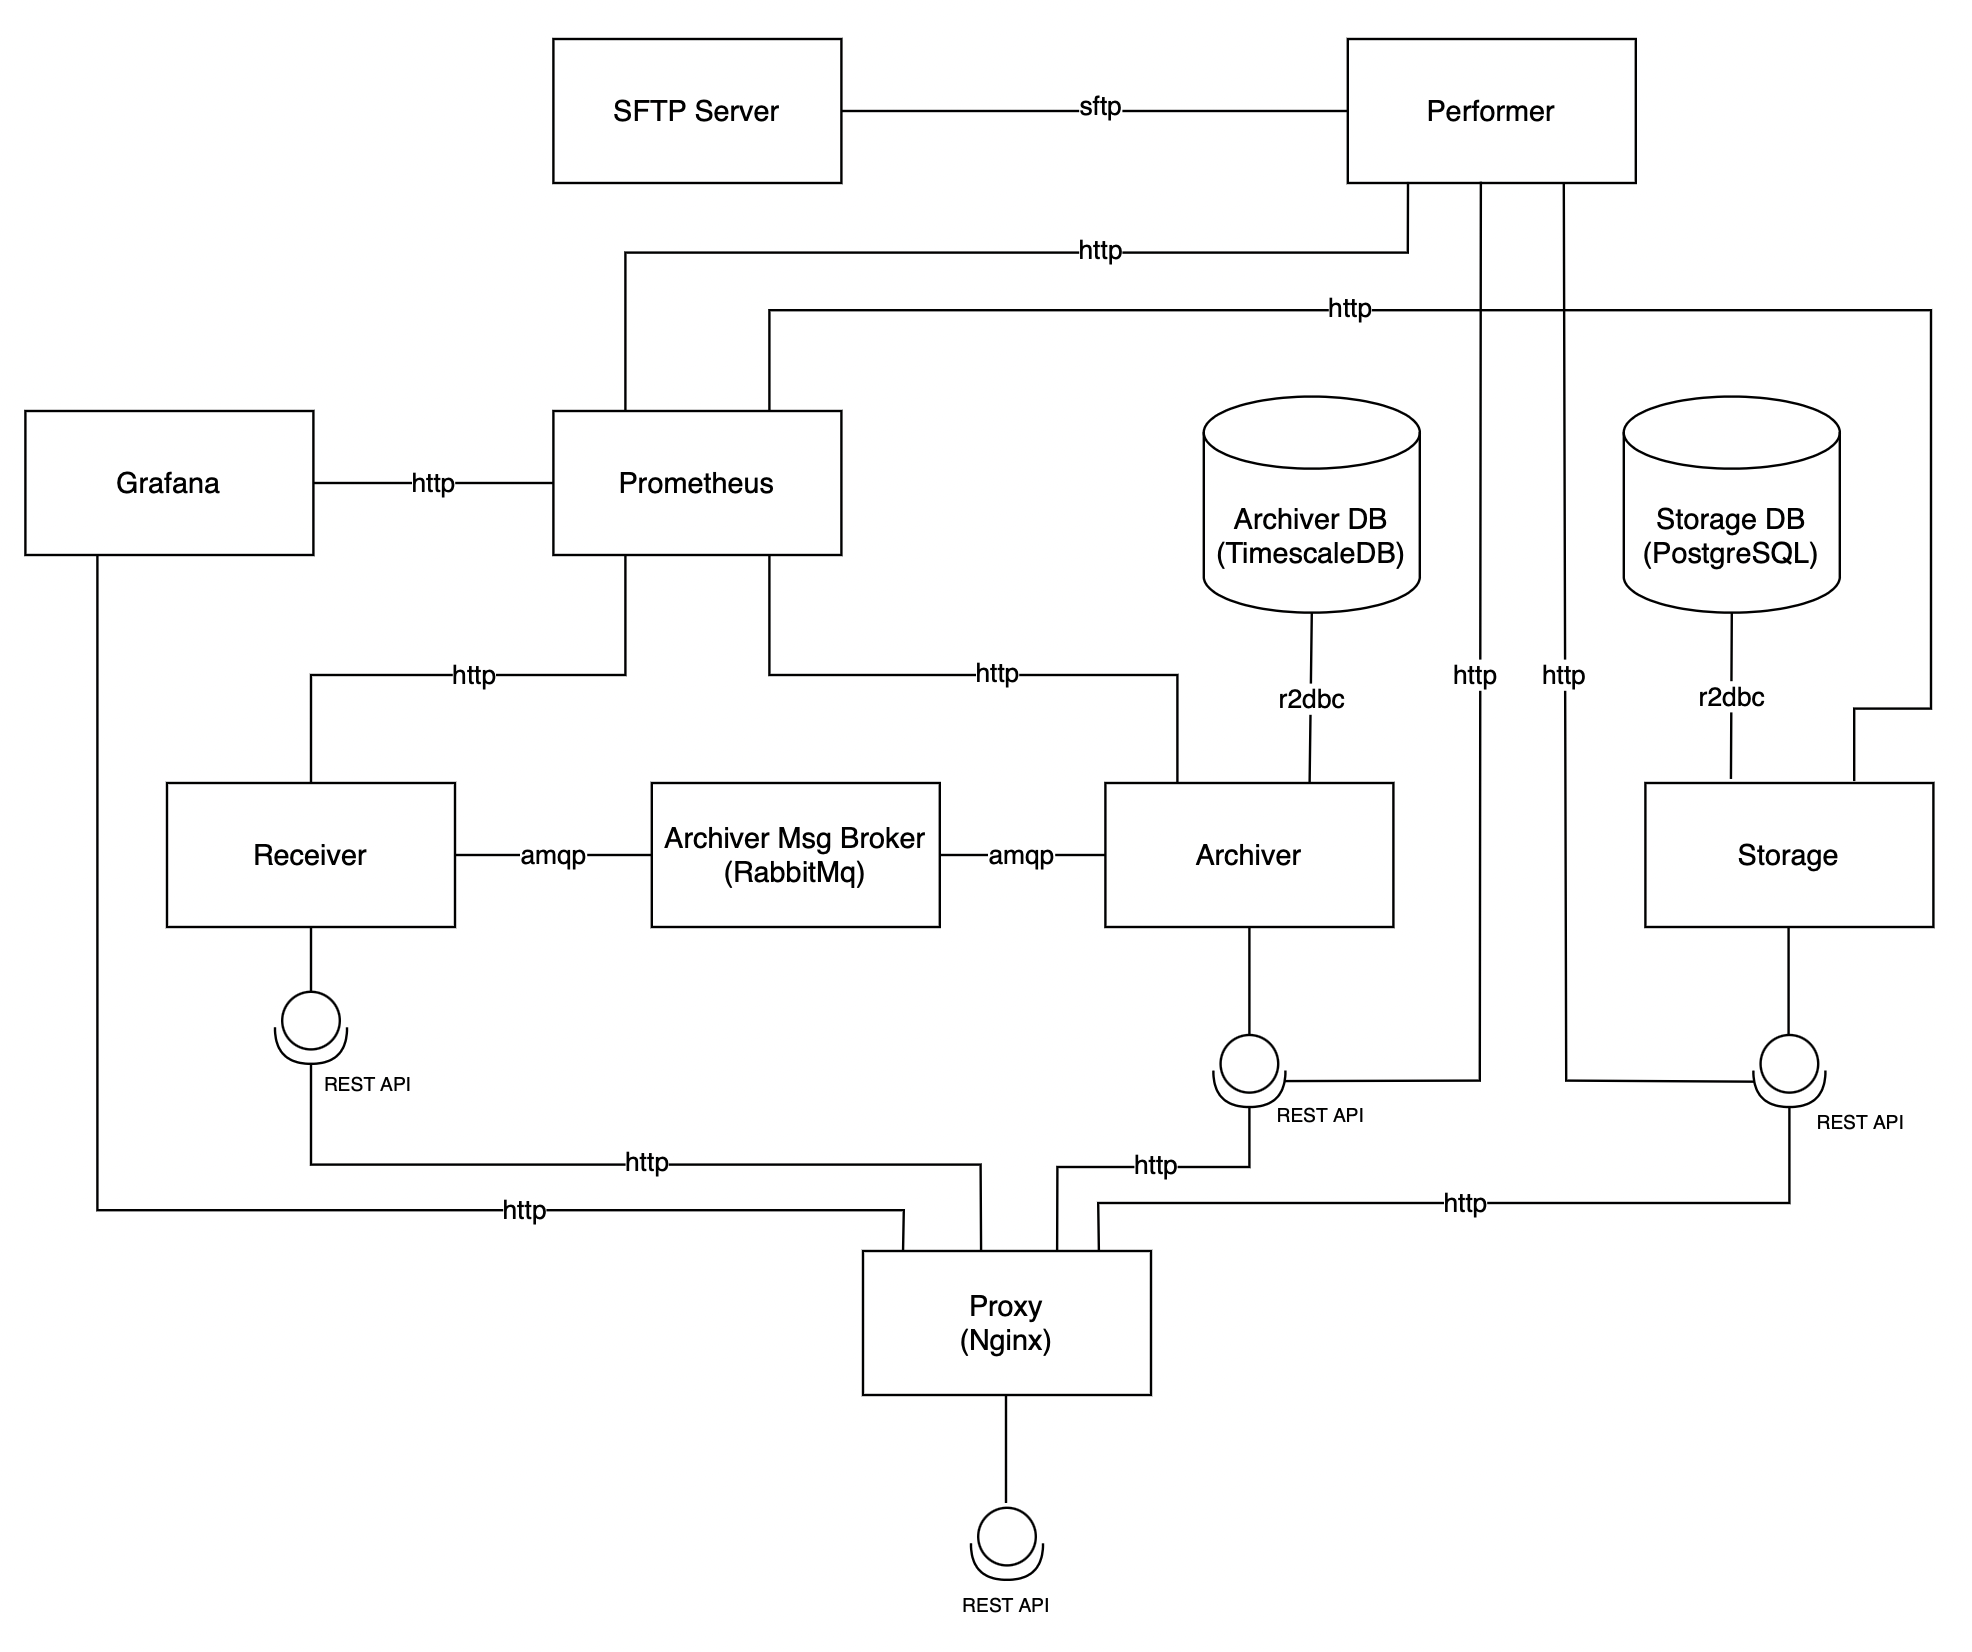 SFTP Server
sftp
Performer
http
http
Grafana
http
Prometheus
Archiver DB
(TimescaleDB)
Storage DB
(PostgreSQL)
http
http
r2dbc
http
http
r2dbc
Receiver
amqp
Archiver Msg Broker
(RabbitMq)
amqp
Archiver
Storage
REST API
REST API
REST API
http
http
http
http
Proxy
(Nginx)
REST API